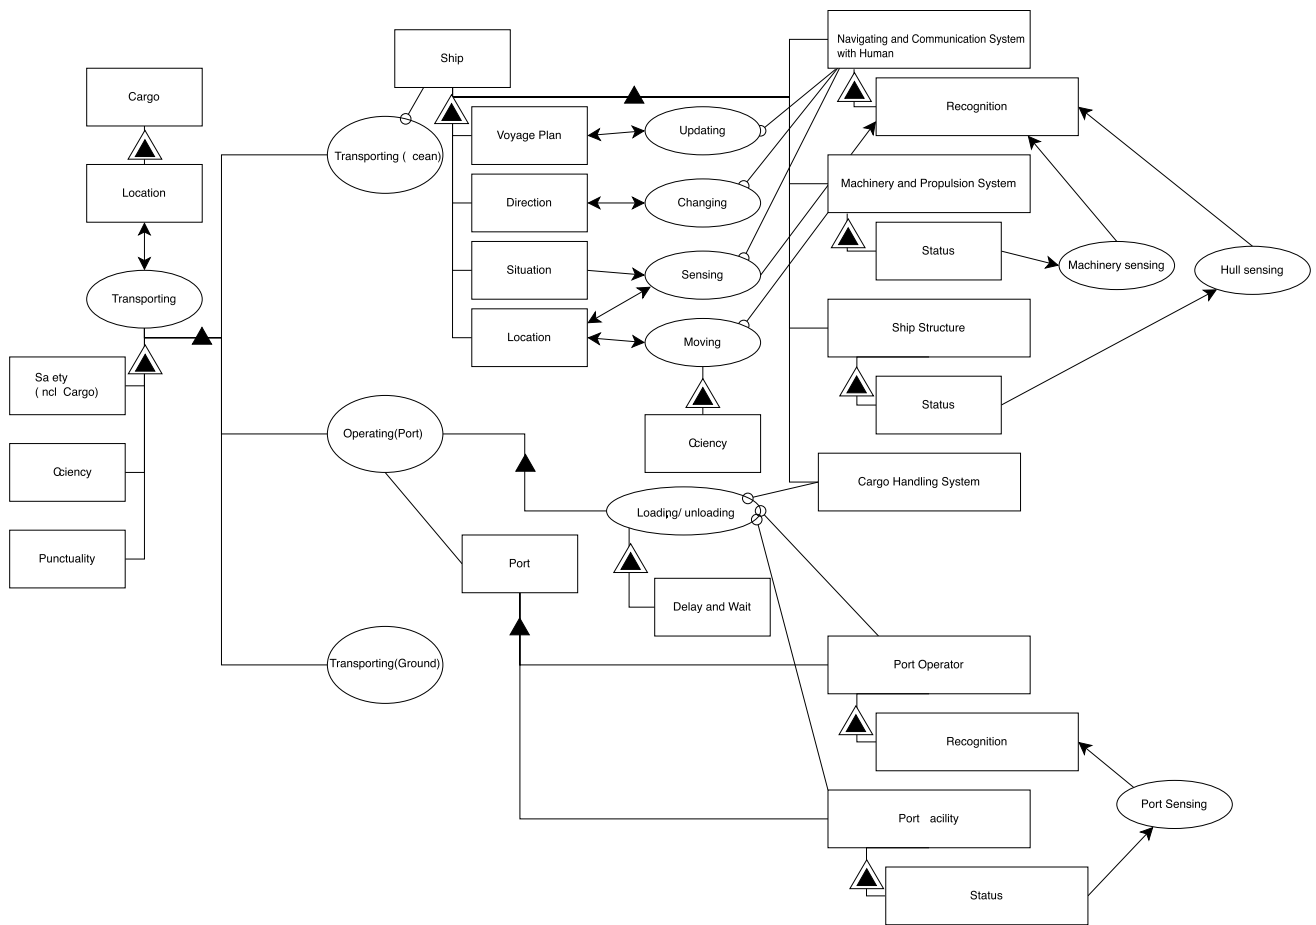 Navigating and Communication System
with Human
Ship
Cargo
Recognition
Voyage Plan
Updating
Transporting ( cean)
Location
Machinery and Propulsion System
Direction
Changing
Status
Machinery sensing
Hull sensing
Situation
Sensing
Transporting
Ship Structure
Location
Moving
Sa ety
( ncl Cargo)
Status
Operating(Port)
ciency
ciency
Cargo Handling System
Loading/ unloading
Punctuality
Port
Delay and Wait
Transporting(Ground)
Port Operator
Recognition
Port Sensing
Port acility
Status